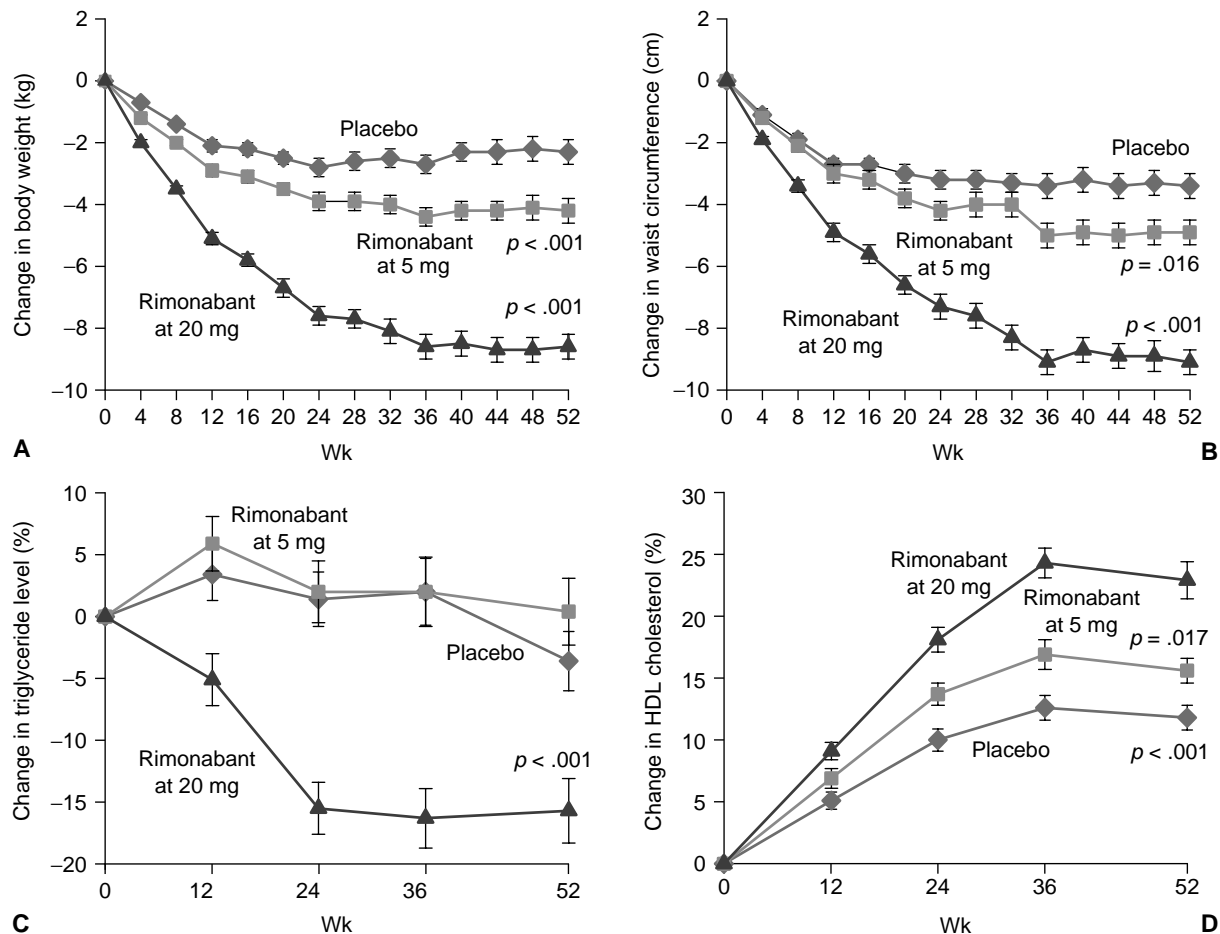 2
0
–2
–4
–6
–8
–10
Change in body weight (kg)
Placebo
Rimonabant
at 5 mg
p < .001
Rimonabant
at 20 mg
p < .001
0 4 8 12 16 20 24 28 32 36 40 44 48 52
Wk
A
2
0
–2
–4
–6
–8
–10
Change in waist circumference (cm)
Placebo
Rimonabant
at 5 mg
p = .016
Rimonabant
at 20 mg
p < .001
0 4 8 12 16 20 24 28 32 36 40 44 48 52
Wk
B
10
5
0
–5
–10
–15
–20
Change in triglyceride level (%)
Rimonabant
at 5 mg
Placebo
Rimonabant
at 20 mg
p < .001
0 12 24 36 52
Wk
C
30
25
20
15
10
5
0
Change in HDL cholesterol (%)
Rimonabant
at 20 mg
Rimonabant
at 5 mg
p = .017
Placebo
p < .001
0 12 24 36 52
Wk
D